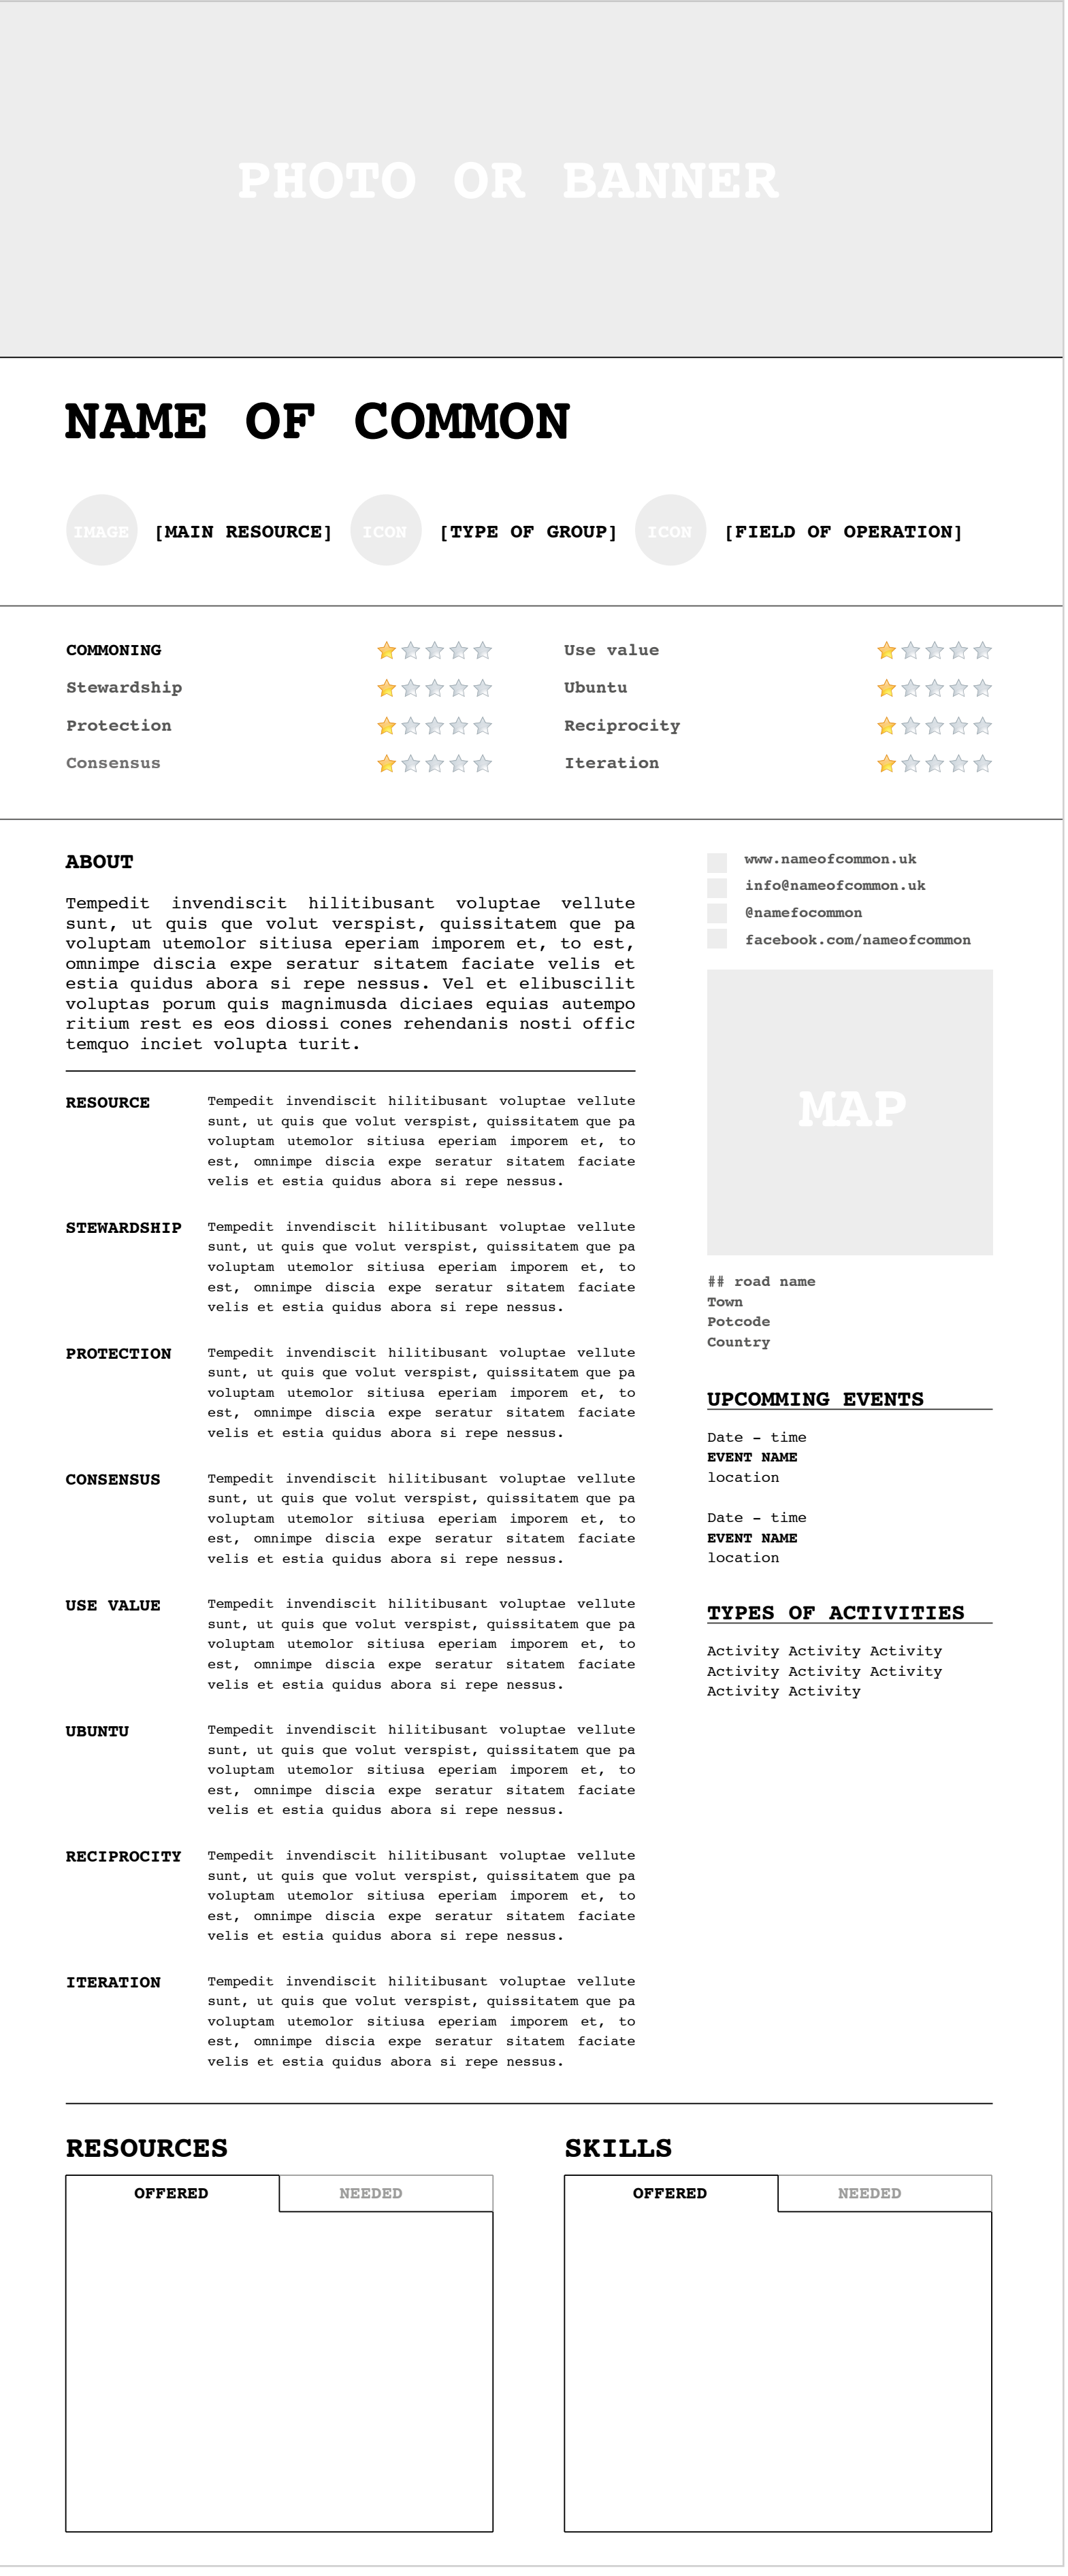 PHOTO OR BANNER
NAME OF COMMON
IMAGE [MAIN RESOURCE] ICON [TYPE OF GROUP] ICON [FIELD OF OPERATION]
COMMONING
Stewardship
Protection
Consensus
Use value
Ubuntu
Reciprocity
Iteration
ABOUT
Tempedit invendiscit hilitibusant voluptae vellute
sunt, ut quis que volut verspist, quissitatem que pa
voluptam utemolor sitiusa eperiam imporem et, to est,
omnimpe discia expe seratur sitatem faciate velis et
estia quidus abora si repe nessus. Vel et elibuscilit
voluptas porum quis magnimusda diciaes equias autempo
ritium rest es eos diossi cones rehendanis nosti offic
temquo inciet volupta turit.
RESOURCE
Tempedit invendiscit hilitibusant voluptae vellute
sunt, ut quis que volut verspist, quissitatem que pa
voluptam utemolor sitiusa eperiam imporem et, to
est, omnimpe discia expe seratur sitatem faciate
velis et estia quidus abora si repe nessus.
STEWARDSHIP
Tempedit invendiscit hilitibusant voluptae vellute
sunt, ut quis que volut verspist, quissitatem que pa
voluptam utemolor sitiusa eperiam imporem et, to
est, omnimpe discia expe seratur sitatem faciate
velis et estia quidus abora si repe nessus.
PROTECTION
Tempedit invendiscit hilitibusant voluptae vellute
sunt, ut quis que volut verspist, quissitatem que pa
voluptam utemolor sitiusa eperiam imporem et, to
est, omnimpe discia expe seratur sitatem faciate
velis et estia quidus abora si repe nessus.
CONSENSUS
Tempedit invendiscit hilitibusant voluptae vellute
sunt, ut quis que volut verspist, quissitatem que pa
voluptam utemolor sitiusa eperiam imporem et, to
est, omnimpe discia expe seratur sitatem faciate
velis et estia quidus abora si repe nessus.
USE VALUE
Tempedit invendiscit hilitibusant voluptae vellute
sunt, ut quis que volut verspist, quissitatem que pa
voluptam utemolor sitiusa eperiam imporem et, to
est, omnimpe discia expe seratur sitatem faciate
velis et estia quidus abora si repe nessus.
UBUNTU
Tempedit invendiscit hilitibusant voluptae vellute
sunt, ut quis que volut verspist, quissitatem que pa
voluptam utemolor sitiusa eperiam imporem et, to
est, omnimpe discia expe seratur sitatem faciate
velis et estia quidus abora si repe nessus.
RECIPROCITY
Tempedit invendiscit hilitibusant voluptae vellute
sunt, ut quis que volut verspist, quissitatem que pa
voluptam utemolor sitiusa eperiam imporem et, to
est, omnimpe discia expe seratur sitatem faciate
velis et estia quidus abora si repe nessus.
ITERATION
Tempedit invendiscit hilitibusant voluptae vellute
sunt, ut quis que volut verspist, quissitatem que pa
voluptam utemolor sitiusa eperiam imporem et, to
est, omnimpe discia expe seratur sitatem faciate
velis et estia quidus abora si repe nessus.
www.nameofcommon.uk
info@nameofcommon.uk
@namefocommon
facebook.com/nameofcommon
MAP
## road name
Town
Potcode
Country
UPCOMMING EVENTS
Date - time
EVENT NAME
location
Date - time
EVENT NAME
location
TYPES OF ACTIVITIES
Activity Activity Activity
Activity Activity Activity
Activity Activity
RESOURCES
OFFERED NEEDED
SKILLS
OFFERED NEEDED